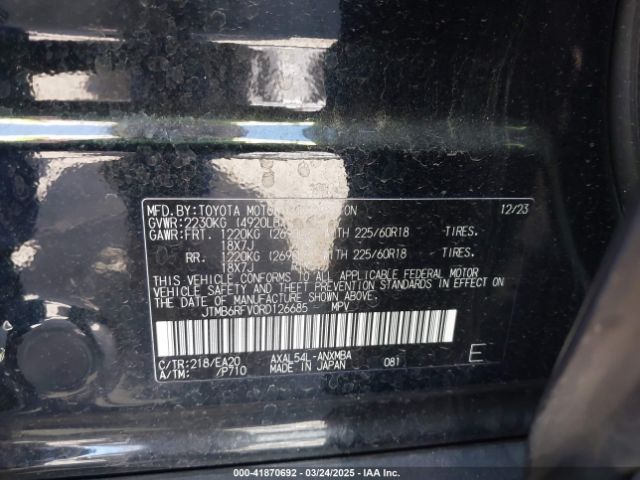 MFD. BY: TOYOTA MOTOR 12/23
GVWR: 2230KG (4920LB
GAWR: FRT. 1220KG WITH 225/60R18 TIRES.
18X7J
RR. 1220KG WITH 225/60R18 TIRES.
18X7J
THIS VEHICLE CONFORMS TO ALL APPLICABLE FEDERAL MOTOR
VEHICLE SAFETY AND THEFT PREVENTION STANDARDS IN EFFECT
ON THE DATE OF MANUFACTURE SHOWN ABOVE.
JTMB6RFV0RD126685 - MPV
C/TR: 218/EA20 AXAL54L-ANXMBA
A/TM: /P710 MADE IN JAPAN 081 E
000-41870692 - 03/24/2025 - IAA Inc.